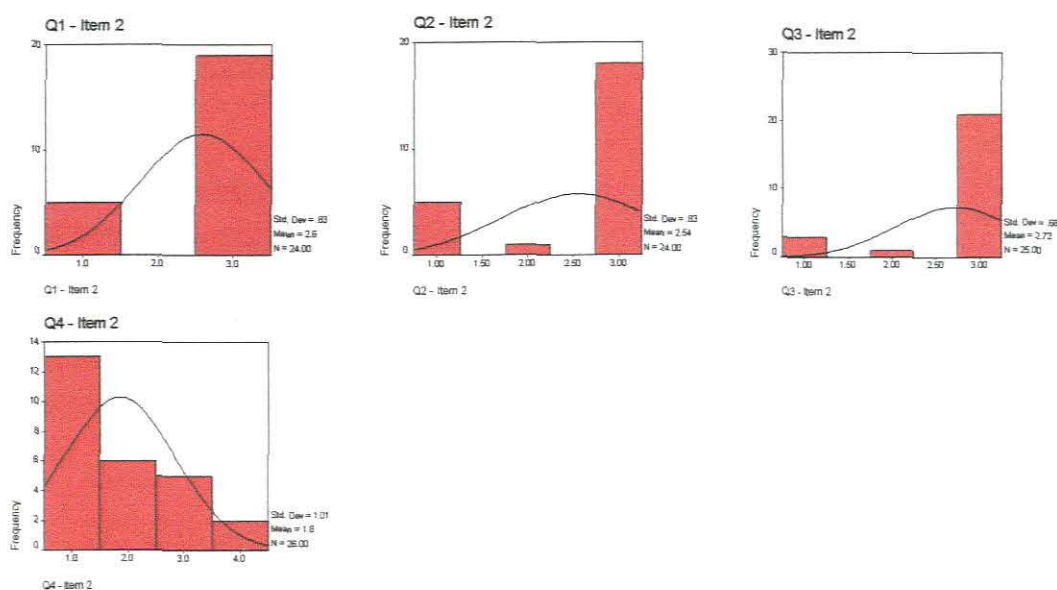 Q1 - Item 2
20
10
0
Frequency
1.0 2.0 3.0
Std. Dev = .83
Mean = 2.6
N = 24.00
Q1 - Item 2
Q2 - Item 2
20
10
0
1.00 1.50 2.00 2.50 3.00
Std. Dev = .83
Mean = 2.54
N = 24.00
Q2 - Item 2
Q3 - Item 2
30
20
10
0
1.00 1.50 2.00 2.50 3.00
Std. Dev = .68
Mean = 2.72
N = 25.00
Q3 - Item 2
Q4 - Item 2
14
12
10
8
6
4
2
0
Frequency
1.0 2.0 3.0 4.0
Std. Dev = 1.01
Mean = 1.8
N = 26.00
Q4 - Item 2